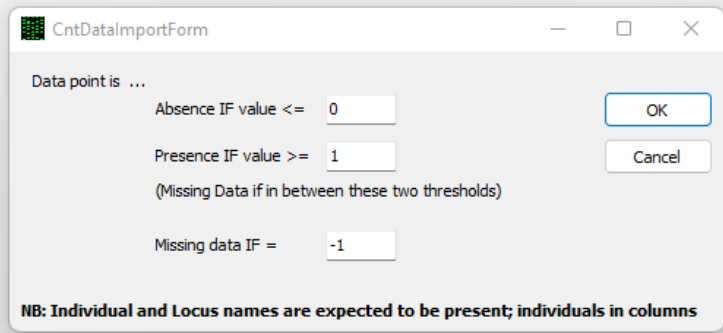 CntDataImportForm
Data point is ...
Absence IF value <= 0
OK
Presence IF value >= 1
Cancel
(Missing Data if in between these two thresholds)
Missing data IF = -1
NB: Individual and Locus names are expected to be present; individuals in columns